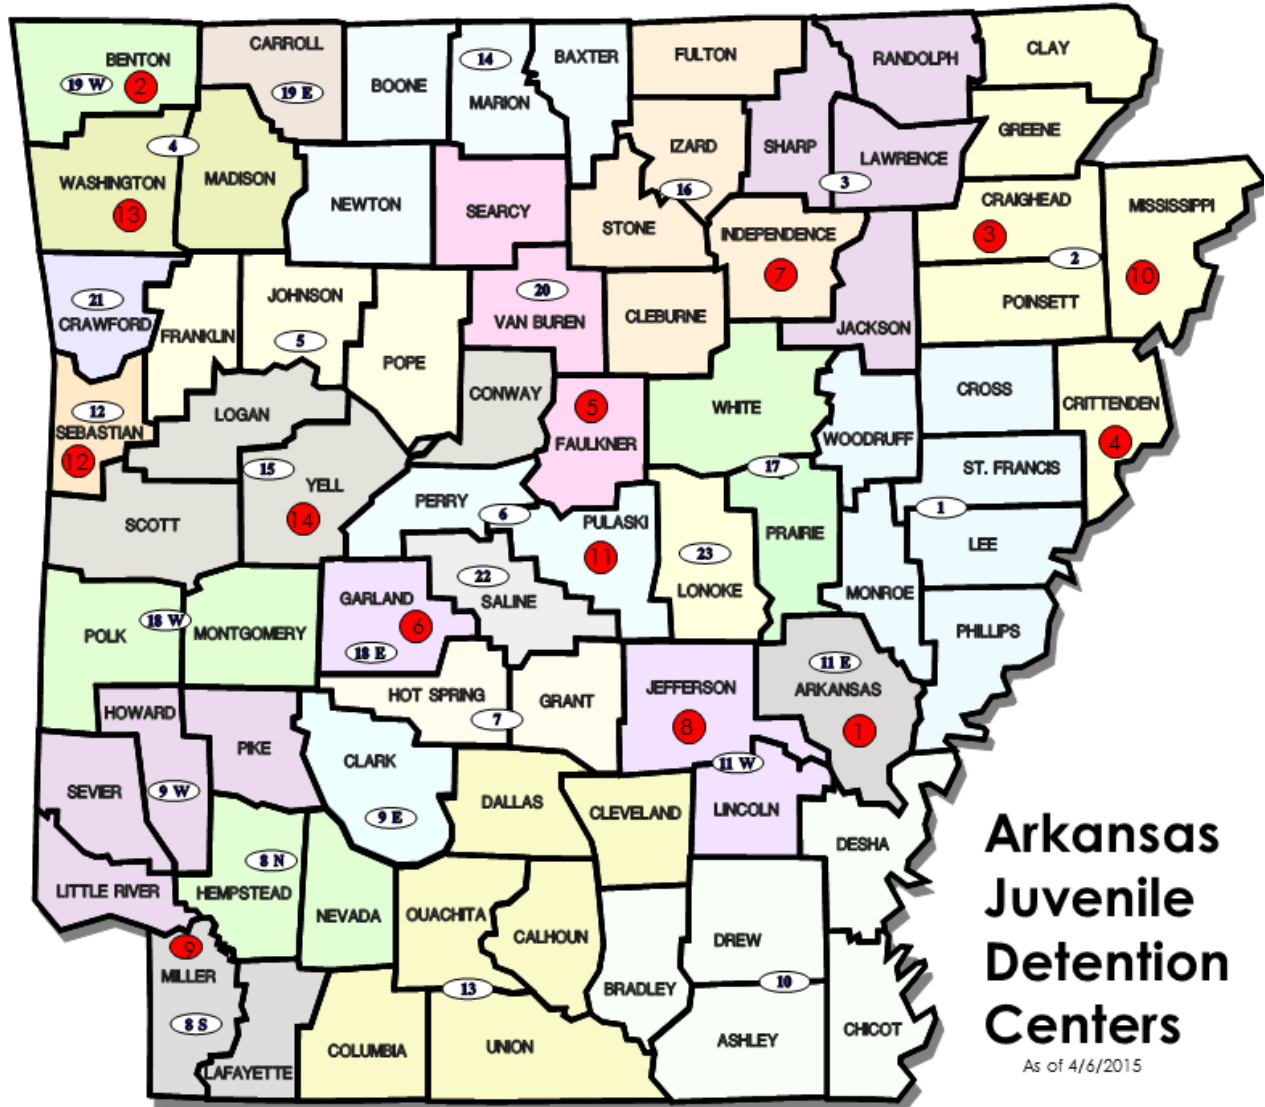 BENTON
19 W
2
CARROLL
19 E
BOONE
14
MARION
BAXTER
FULTON
RANDOLPH
CLAY
GREENE
IZARD
SHARP
LAWRENCE
3
4
WASHINGTON
13
MADISON
NEWTON
SEARCY
STONE
16
INDEPENDENCE
7
CRAIGHEAD
3
MISSISSIPPI
10
2
POINSETT
21
CRAWFORD
FRANKLIN
JOHNSON
5
POPE
20
VAN BUREN
CLEBURNE
JACKSON
CONWAY
5
FAULKNER
WHITE
WOODRUFF
CROSS
CRITTENDEN
4
12
SEBASTIAN
12
LOGAN
15
YELL
14
SCOTT
PERRY
6
PULASKI
11
17
PRAIRIE
23
LONOKE
ST. FRANCIS
1
LEE
MONROE
PHILLIPS
POLK
18 W
MONTGOMERY
GARLAND
6
18 E
22
SALINE
HOT SPRING
7
GRANT
JEFFERSON
8
11 E
ARKANSAS
1
HOWARD
PIKE
CLARK
9 E
SEVIER
9 W
DALLAS
CLEVELAND
11 W
LINCOLN
DESHA
LITTLE RIVER
8 N
HEMPSTEAD
NEVADA
OUACHITA
CALHOUN
DREW
BRADLEY
10
9
MILLER
8 S
LAFAYETTE
COLUMBIA
13
UNION
ASHLEY
CHICOT
Arkansas
Juvenile
Detention
Centers
As of 4/6/2015